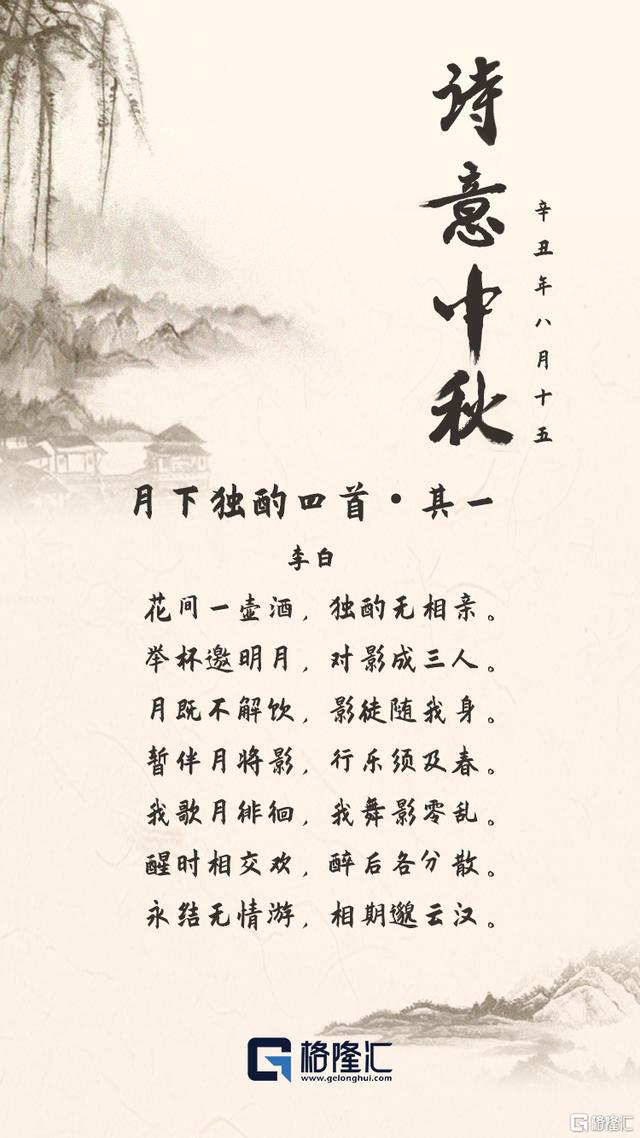 诗意中秋
辛丑年八月十五
月下独酌四首·其一
李白
花间一壶酒，独酌无相亲。
举杯邀明月，对影成三人。
月既不解饮，影徒随我身。
暂伴月将影，行乐须及春。
我歌月徘徊，我舞影零乱。
醒时相交欢，醉后各分散。
永结无情游，相期邈云汉。
格隆汇
www.gelonghui.com
格隆汇